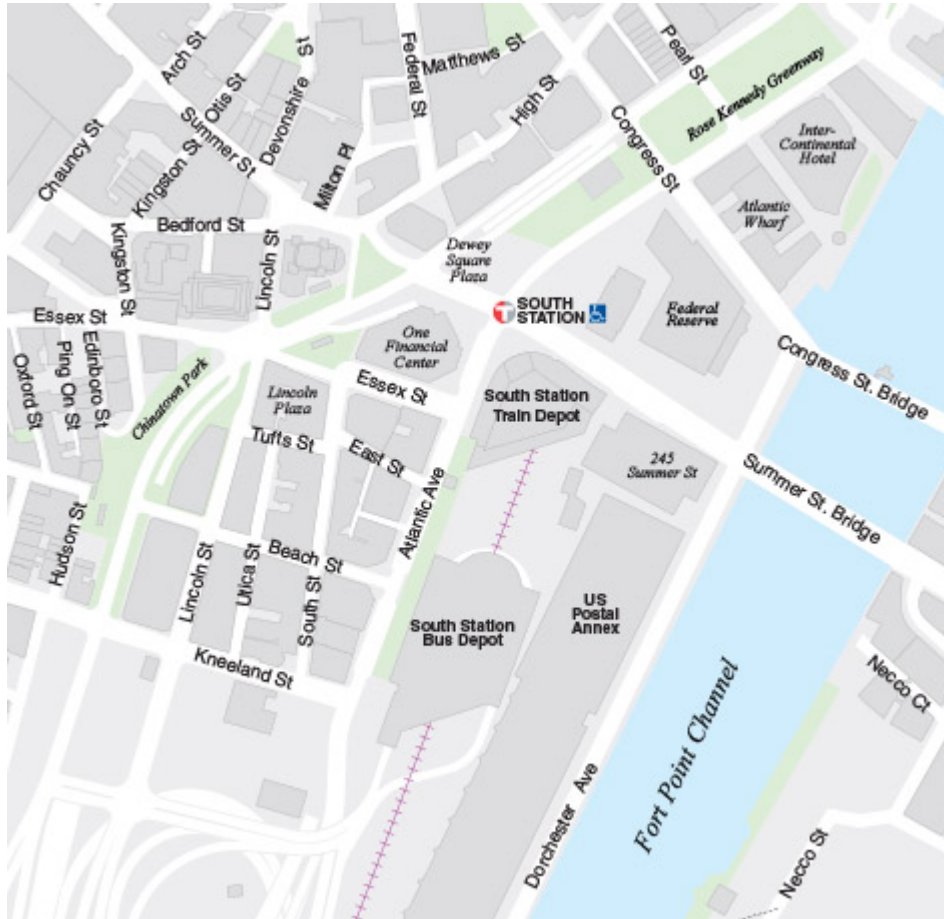 Arch St
Otis St
Devonshire St
Federal St
Matthews St
High St
Pearl St
Rose Kennedy Greenway
Congress St
Inter-
Continental
Hotel
Chauncy St
Kingston St
Summer St
Milton Pl
Bedford St
Kingston St
Lincoln St
Atlantic
Wharf
Dewey
Square
Plaza
T
SOUTH
STATION
Federal
Reserve
Essex St
Edinboro St
Ping On St
Oxford St
Chinatown Park
One
Financial
Center
Essex St
Lincoln
Plaza
South Station
Train Depot
Congress St. Bridge
Tufts St
East St
245
Summer St
Summer St. Bridge
Atlantic Ave
Hudson St
Beach St
Lincoln St
Utica St
South St
South Station
Bus Depot
US
Postal
Annex
Kneeland St
Necco Ct
Fort Point Channel
Dorchester Ave
Necco St